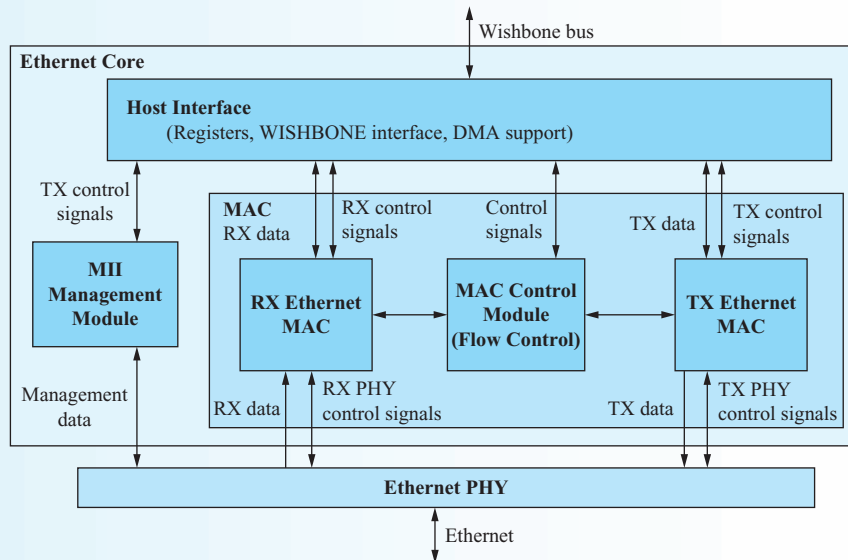 Wishbone bus
Ethernet Core
Host Interface
(Registers, WISHBONE interface, DMA support)
TX control
signals
MAC
RX data
RX control
signals
Control
signals
TX data
TX control
signals
MII
Management
Module
RX Ethernet
MAC
MAC Control
Module
(Flow Control)
TX Ethernet
MAC
Management
data
RX data
RX PHY
control signals
TX data
TX PHY
control signals
Ethernet PHY
Ethernet